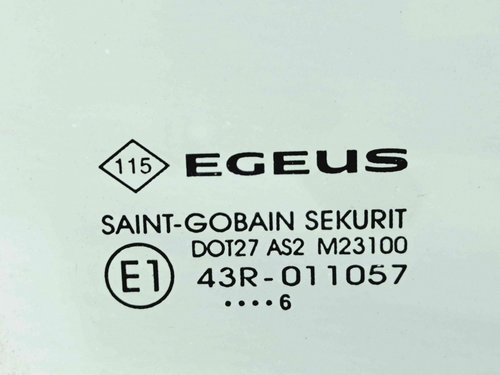 115 EGEUS
SAINT-GOBAIN SEKURIT
DOT27 AS2 M23100
E1 43R-011057
....6